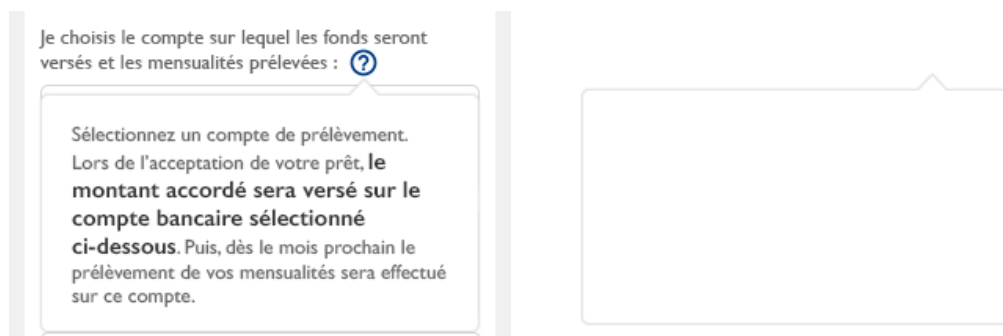 Je choisis le compte sur lequel les fonds seront
versés et les mensualités prélevées : ?
Sélectionnez un compte de prélèvement.
Lors de l'acceptation de votre prêt, le
montant accordé sera versé sur le
compte bancaire sélectionné
ci-dessous. Puis, dès le mois prochain le
prélèvement de vos mensualités sera effectué
sur ce compte.